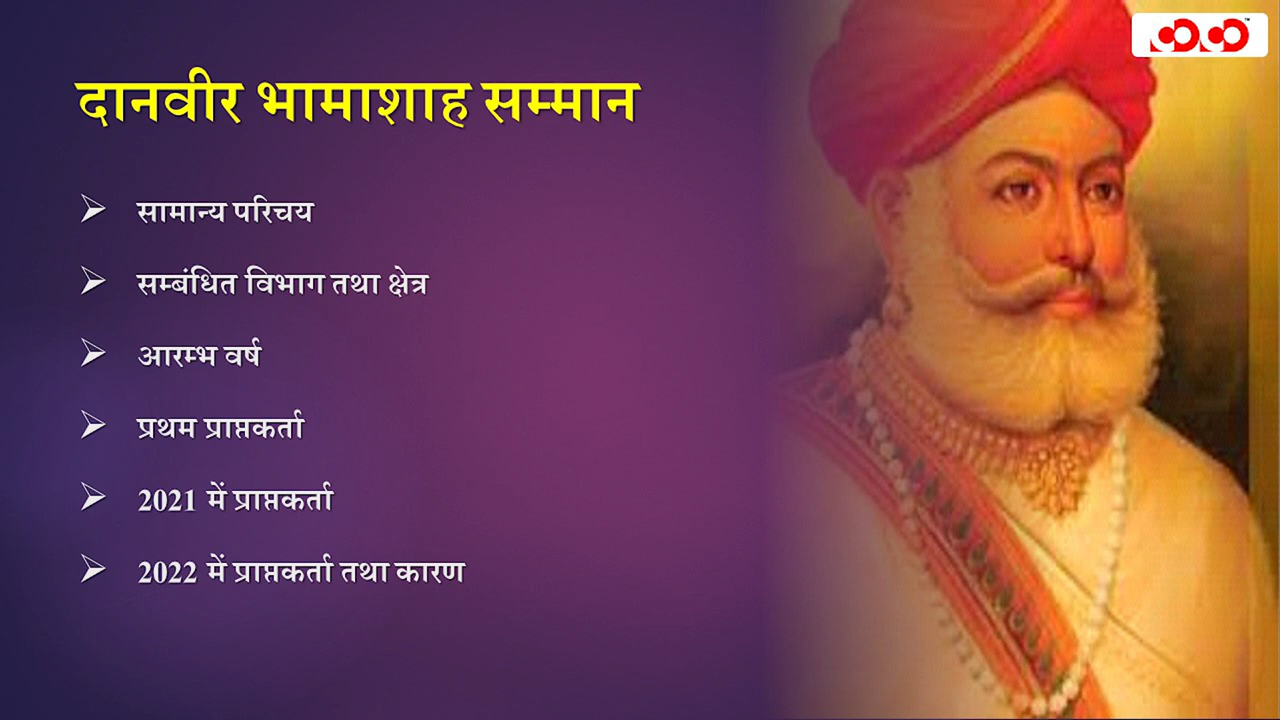 दानवीर भामाशाह सम्मान
सामान्य परिचय
सम्बंधित विभाग तथा क्षेत्र
आरम्भ वर्ष
प्रथम प्राप्तकर्ता
2021 में प्राप्तकर्ता
2022 में प्राप्तकर्ता तथा कारण